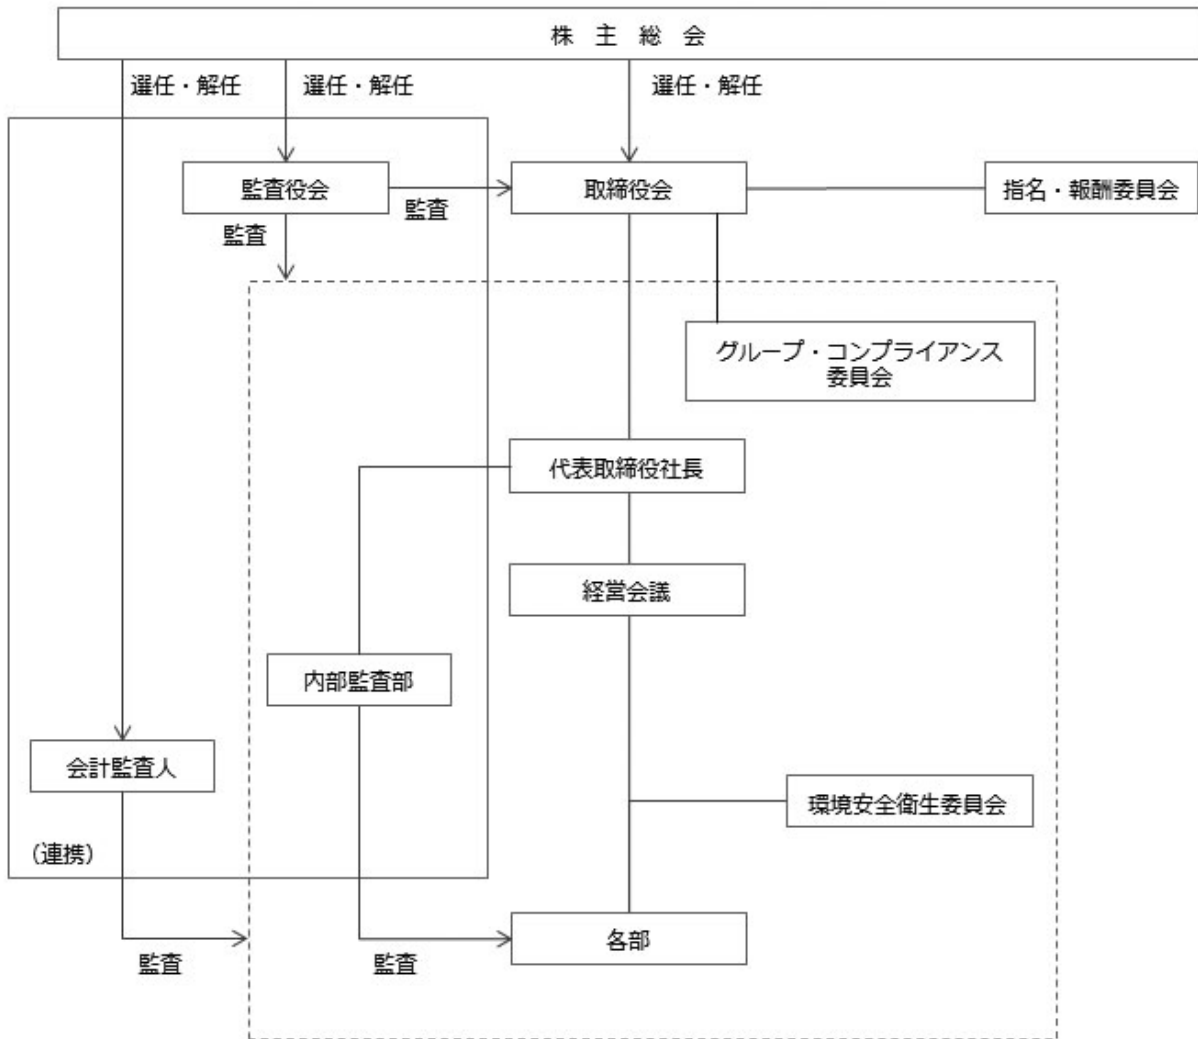 株 主 総 会
選任・解任
選任・解任
選任・解任
監査役会
監査
取締役会
指名・報酬委員会
監査
グループ・コンプライアンス
委員会
代表取締役社長
経営会議
内部監査部
会計監査人
環境安全衛生委員会
(連携)
各部
監査
監査